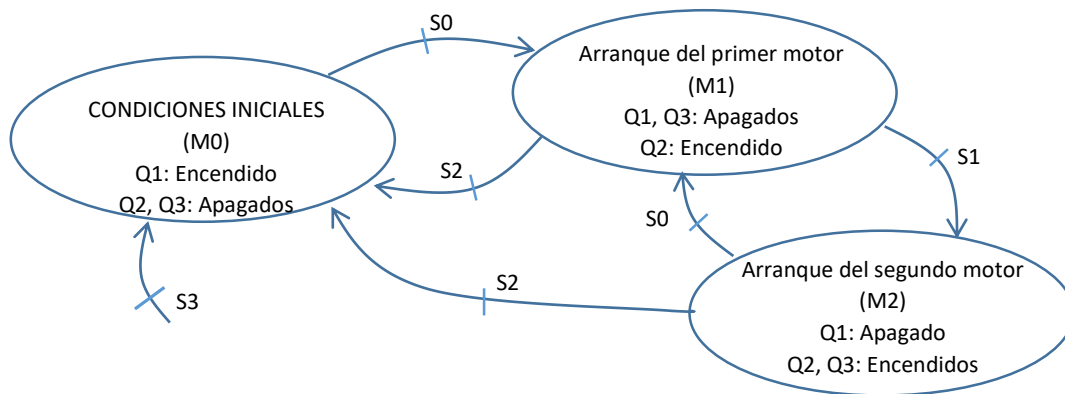 S0
CONDICIONES INICIALES
(M0)
Q1: Encendido
Q2, Q3: Apagados
Arranque del primer motor
(M1)
Q1, Q3: Apagados
Q2: Encendido
S2
S1
S0
S3
S2
Arranque del segundo motor
(M2)
Q1: Apagado
Q2, Q3: Encendidos